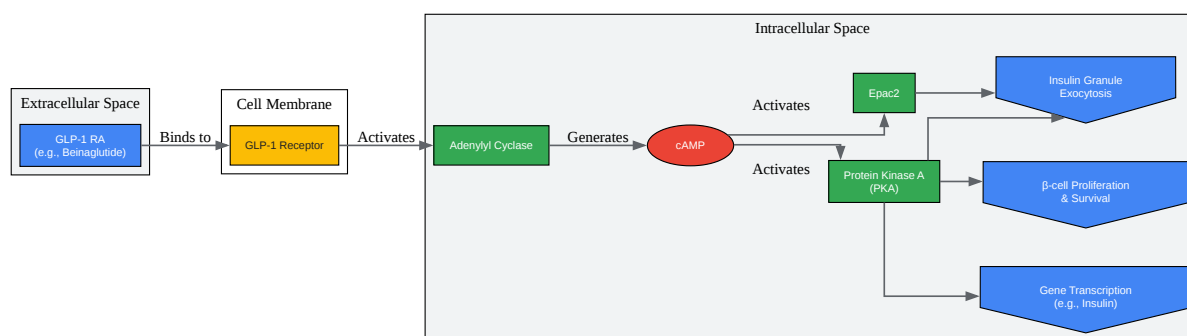 Intracellular Space
Extracellular Space
GLP-1 RA
(e.g., Beinaglutide)
Binds to
Cell Membrane
GLP-1 Receptor
Activates
Adenylyl Cyclase
Generates
cAMP
Activates
Epac2
Insulin Granule
Exocytosis
Activates
Protein Kinase A
(PKA)
β-cell Proliferation
& Survival
Gene Transcription
(e.g., Insulin)